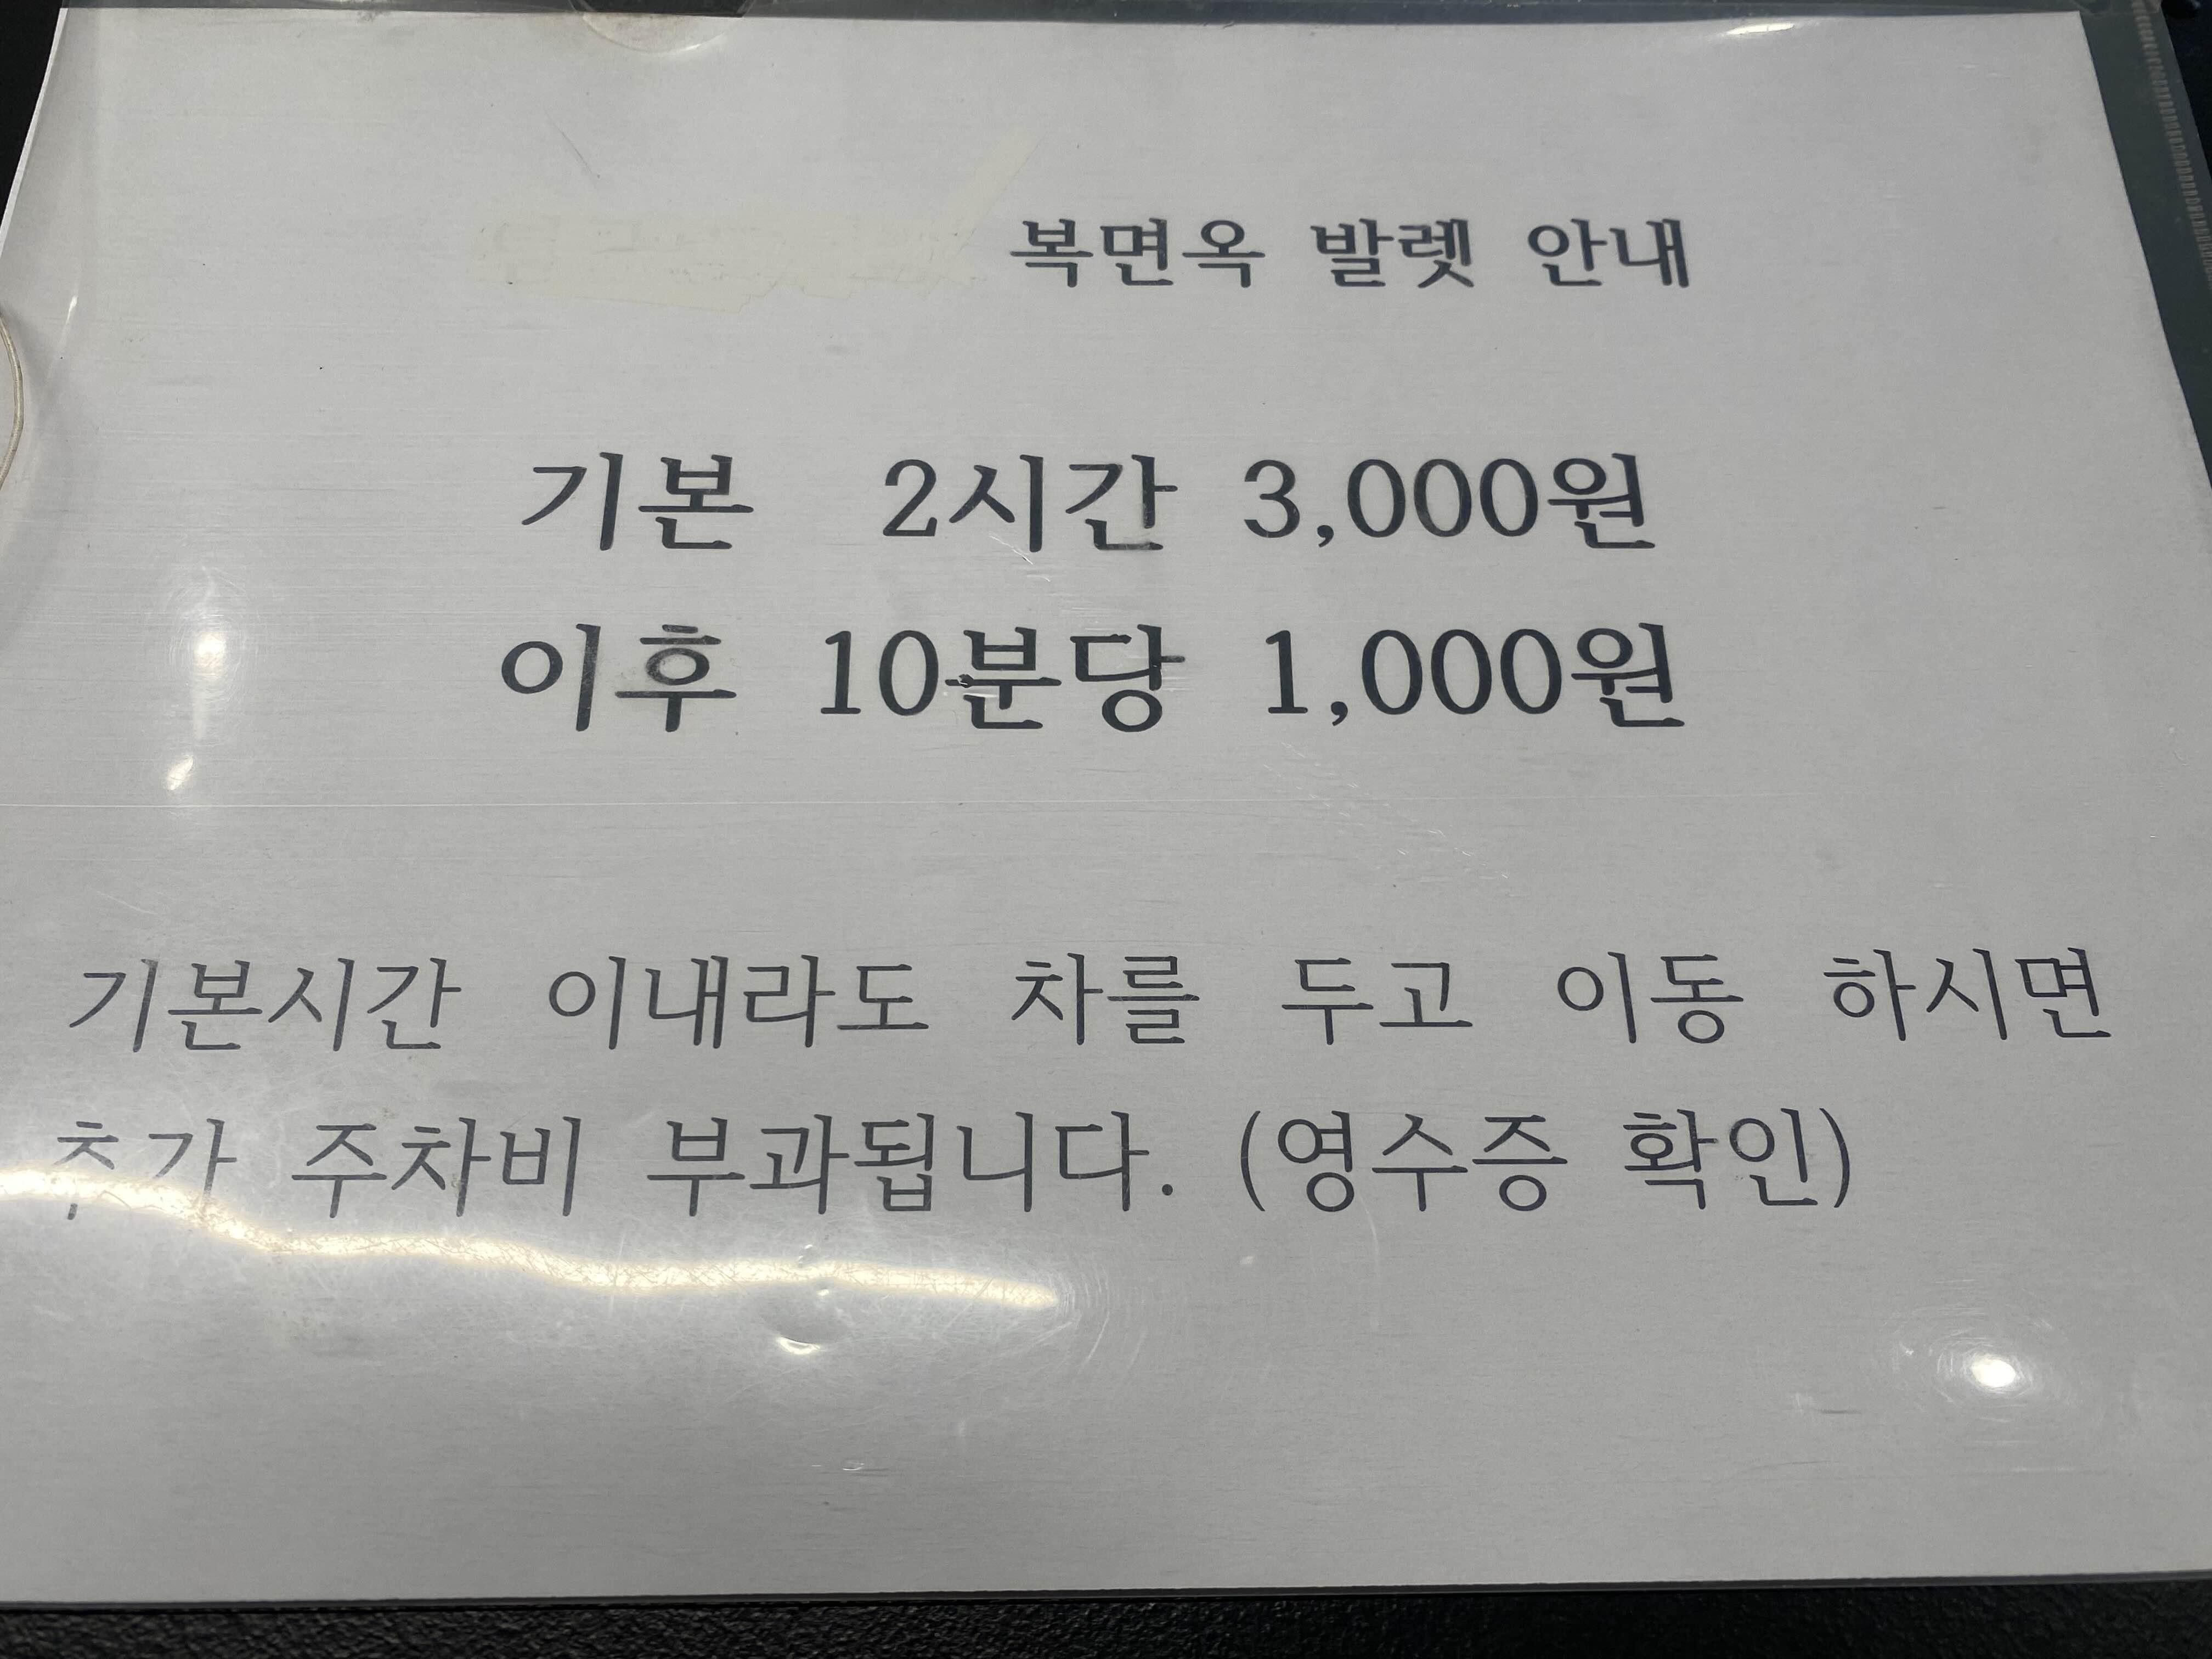 복면옥 발렛 안내
기본 2시간 3,000원
이후 10분당 1,000원
기본시간 이내라도 차를 두고 이동 하시면
추가 주차비 부과됩니다. (영수증 확인)